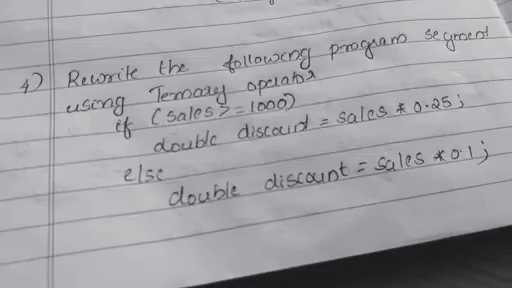 4) Rewrite the following program segment
using Ternary operator
if (sales >= 1000)
double discount = sales * 0.25;
else
double discount = sales * 0.1;